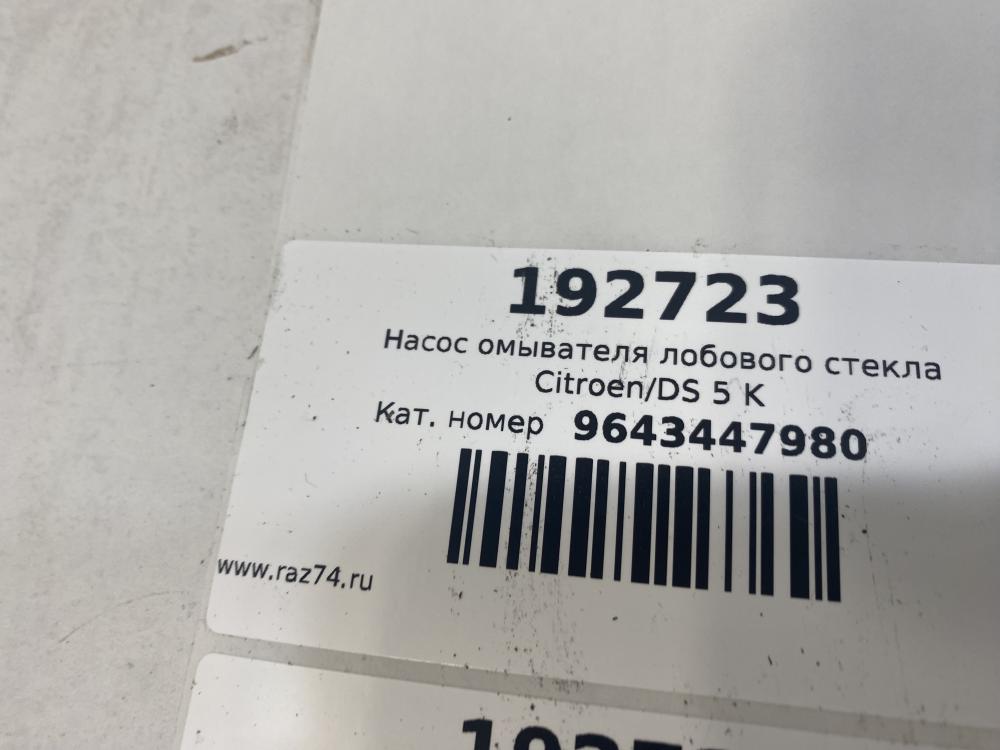 192723
Насос омывателя лобового стекла
Citroen/DS 5 K
Кат. номер 9643447980
www.raz74.ru